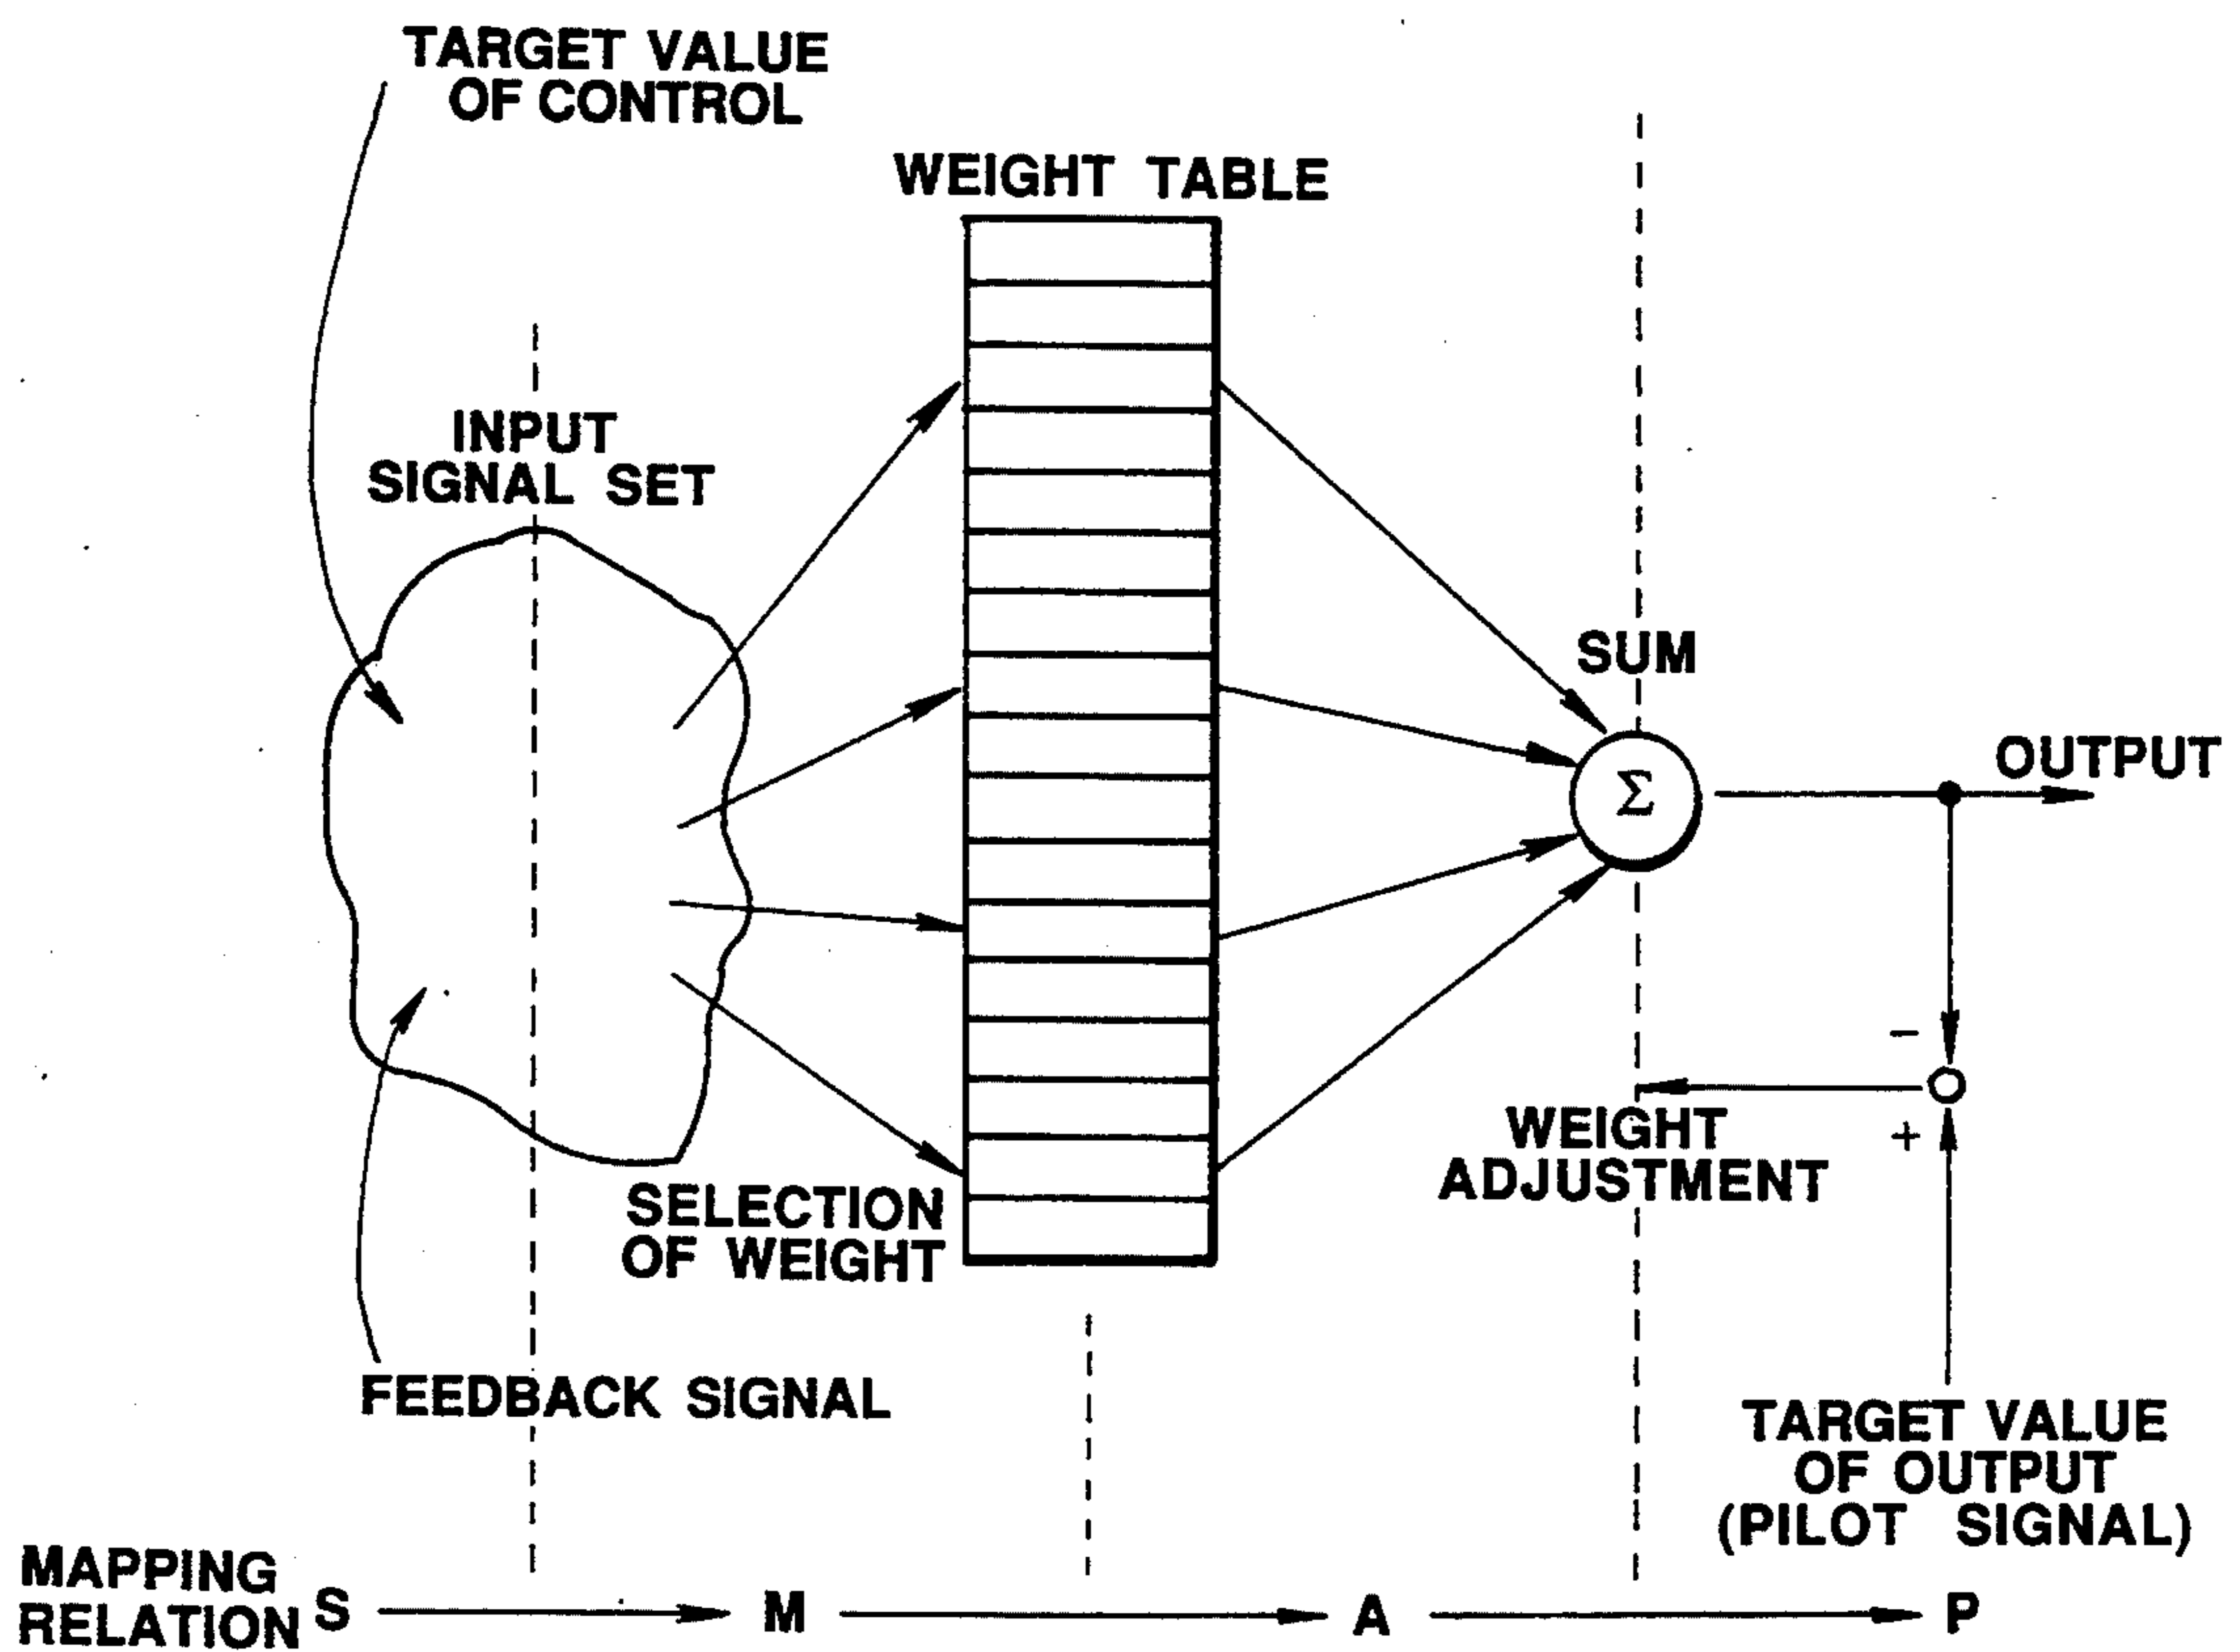 TARGET VALUE
OF CONTROL
WEIGHT TABLE
INPUT
SIGNAL SET
SUM
Σ
OUTPUT
−
+
WEIGHT
ADJUSTMENT
SELECTION
OF WEIGHT
FEEDBACK SIGNAL
TARGET VALUE
OF OUTPUT
(PILOT SIGNAL)
MAPPING
RELATION S M A P